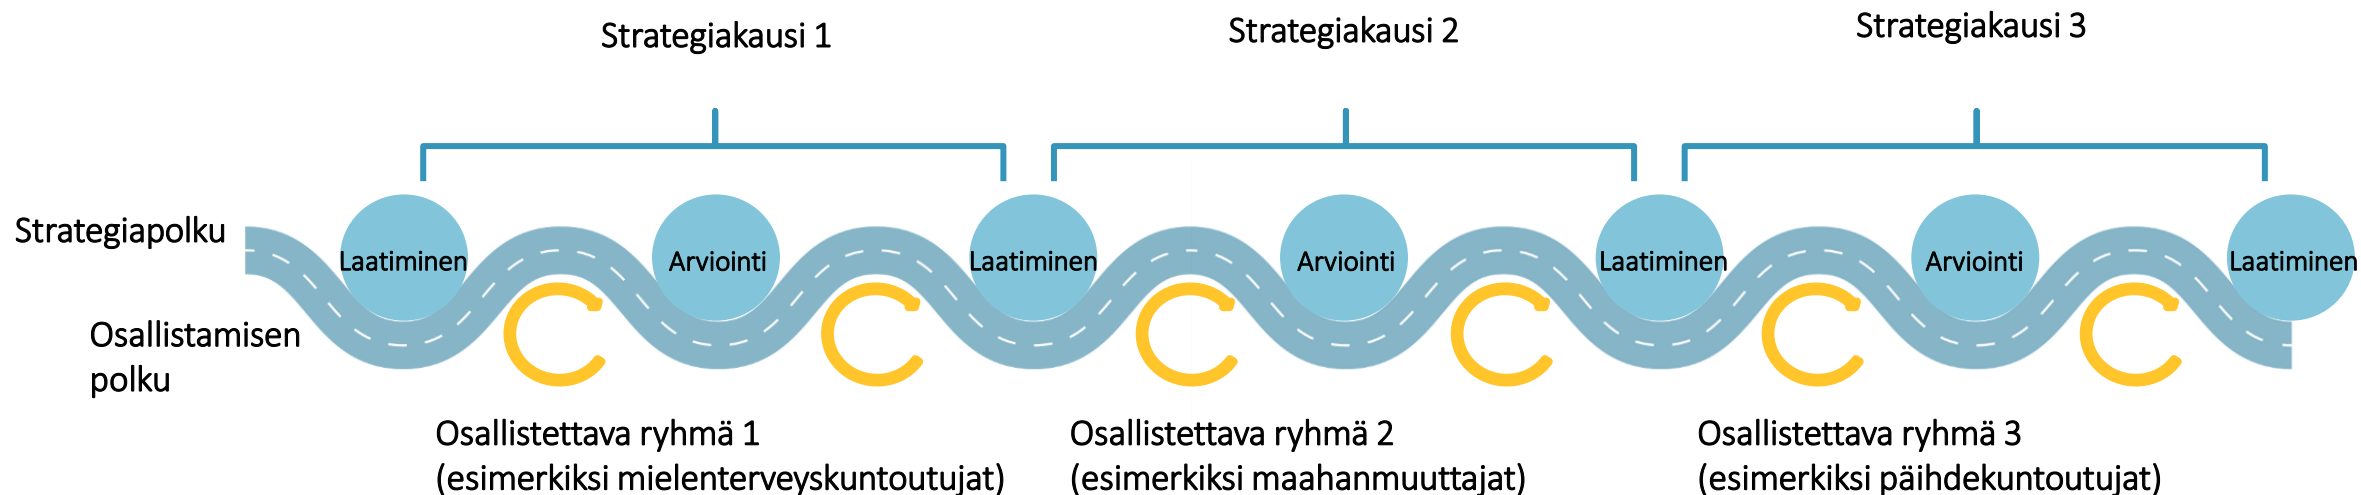 Strategiakausi 1
Strategiakausi 2
Strategiakausi 3
Strategiapolku
Laatiminen
Arviointi
Laatiminen
Arviointi
Laatiminen
Arviointi
Laatiminen
Osallistamisen
polku
Osallistettava ryhmä 1
(esimerkiksi mielenterveyskuntoutujat)
Osallistettava ryhmä 2
(esimerkiksi maahanmuuttajat)
Osallistettava ryhmä 3
(esimerkiksi päihdekuntoutujat)